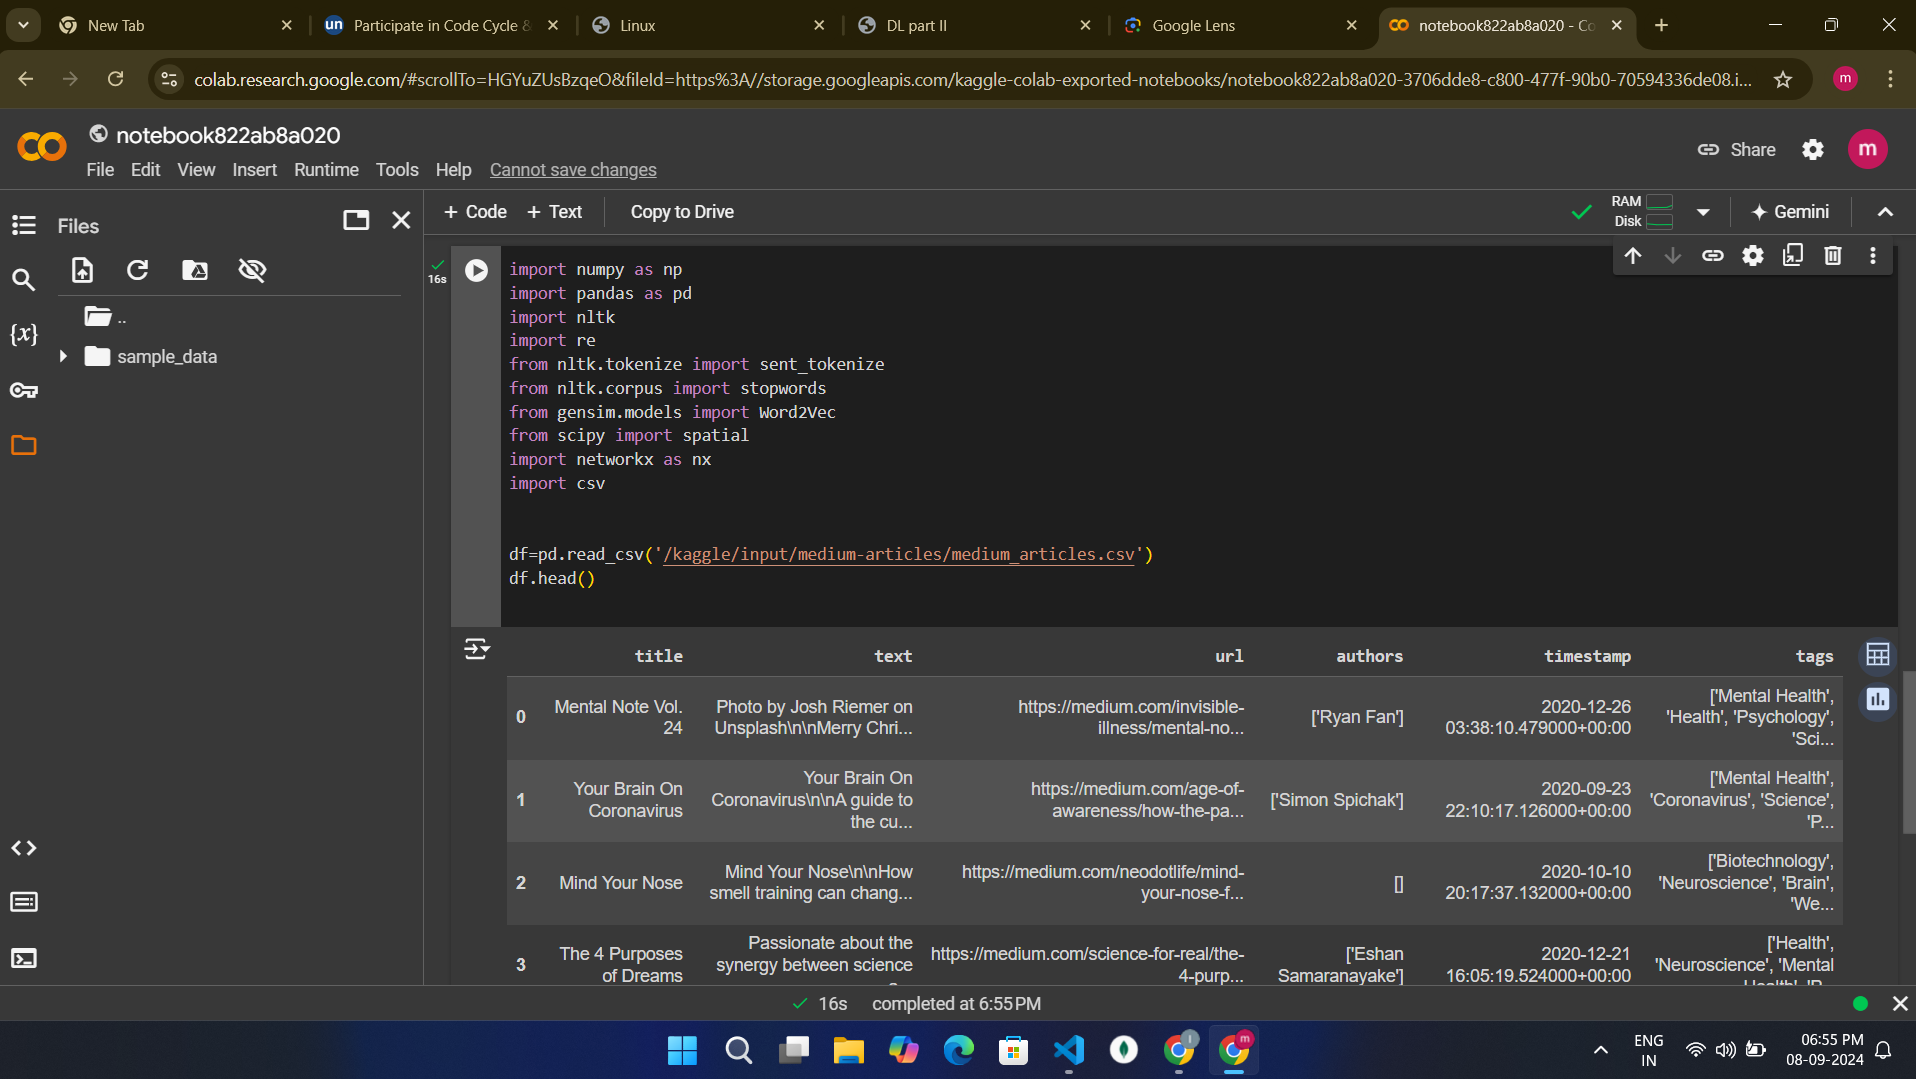 New Tab
Participate in Code Cycle &
Linux
DL part II
Google Lens
notebook822ab8a020 - Co
colab.research.google.com/#scrollTo=HGYuZUsBzqeO&fileId=https%3A//storage.googleapis.com/kaggle-colab-exported-notebooks/notebook822ab8a020-3706dde8-c800-477f-90b0-70594336de08.i...
m
notebook822ab8a020
File Edit View Insert Runtime Tools Help Cannot save changes
Share
m
Files
+ Code + Text Copy to Drive
RAM
Disk
Gemini
..
sample_data
{x}
16s
import numpy as np
import pandas as pd
import nltk
import re
from nltk.tokenize import sent_tokenize
from nltk.corpus import stopwords
from gensim.models import Word2Vec
from scipy import spatial
import networkx as nx
import csv
df=pd.read_csv('/kaggle/input/medium-articles/medium_articles.csv')
df.head()
title text url authors timestamp tags
0
Mental Note Vol.
24
Photo by Josh Riemer on
Unsplash\n\nMerry Chri...
https://medium.com/invisible-
illness/mental-no...
['Ryan Fan']
2020-12-26
03:38:10.479000+00:00
['Mental Health',
'Health', 'Psychology',
'Sci...
1
Your Brain On
Coronavirus
Your Brain On
Coronavirus\n\nA guide to
the cu...
https://medium.com/age-of-
awareness/how-the-pa...
['Simon Spichak']
2020-09-23
22:10:17.126000+00:00
['Mental Health',
'Coronavirus', 'Science',
'P...
2
Mind Your Nose
Mind Your Nose\n\nHow
smell training can chang...
https://medium.com/neodotlife/mind-
your-nose-f...
[]
2020-10-10
20:17:37.132000+00:00
['Biotechnology',
'Neuroscience', 'Brain',
'We...
3
The 4 Purposes
of Dreams
Passionate about the
synergy between science
https://medium.com/science-for-real/the-
4-purp...
['Eshan
Samaranayake']
2020-12-21
16:05:19.524000+00:00
['Health',
'Neuroscience', 'Mental
16s completed at 6:55 PM
m
ENG
IN
06:55 PM
08-09-2024